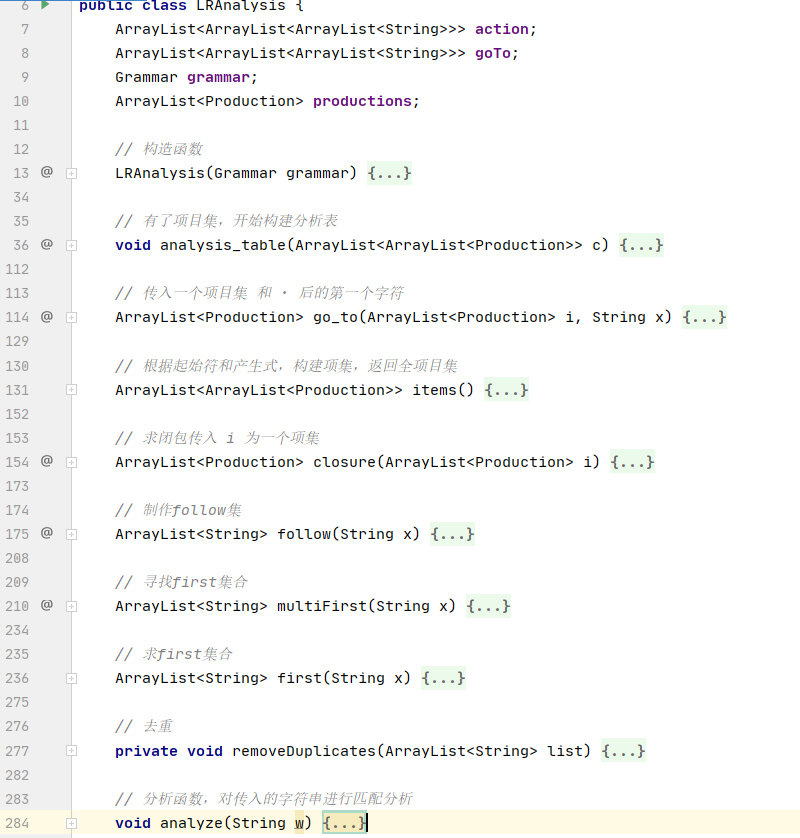 6 public class LRAnalysis {
7 ArrayList<ArrayList<ArrayList<String>>> action;
8 ArrayList<ArrayList<ArrayList<String>>> goTo;
9 Grammar grammar;
10 ArrayList<Production> productions;
11
12 // 构造函数
13 @ LRAnalysis(Grammar grammar) {...}
34
35 // 有了项目集，开始构建分析表
36 @ void analysis_table(ArrayList<ArrayList<Production>> c) {...}
112
113 // 传入一个项目集 和 · 后的第一个字符
114 @ ArrayList<Production> go_to(ArrayList<Production> i, String x) {...}
129
130 // 根据起始符和产生式，构建项集，返回全项目集
131 ArrayList<ArrayList<Production>> items() {...}
152
153 // 求闭包传入 i 为一个项集
154 @ ArrayList<Production> closure(ArrayList<Production> i) {...}
173
174 // 制作follow集
175 @ ArrayList<String> follow(String x) {...}
208
209 // 寻找first集合
210 @ ArrayList<String> multiFirst(String x) {...}
234
235 // 求first集合
236 ArrayList<String> first(String x) {...}
275
276 // 去重
277 private void removeDuplicates(ArrayList<String> list) {...}
282
283 // 分析函数，对传入的字符串进行匹配分析
284 void analyze(String w) {...}